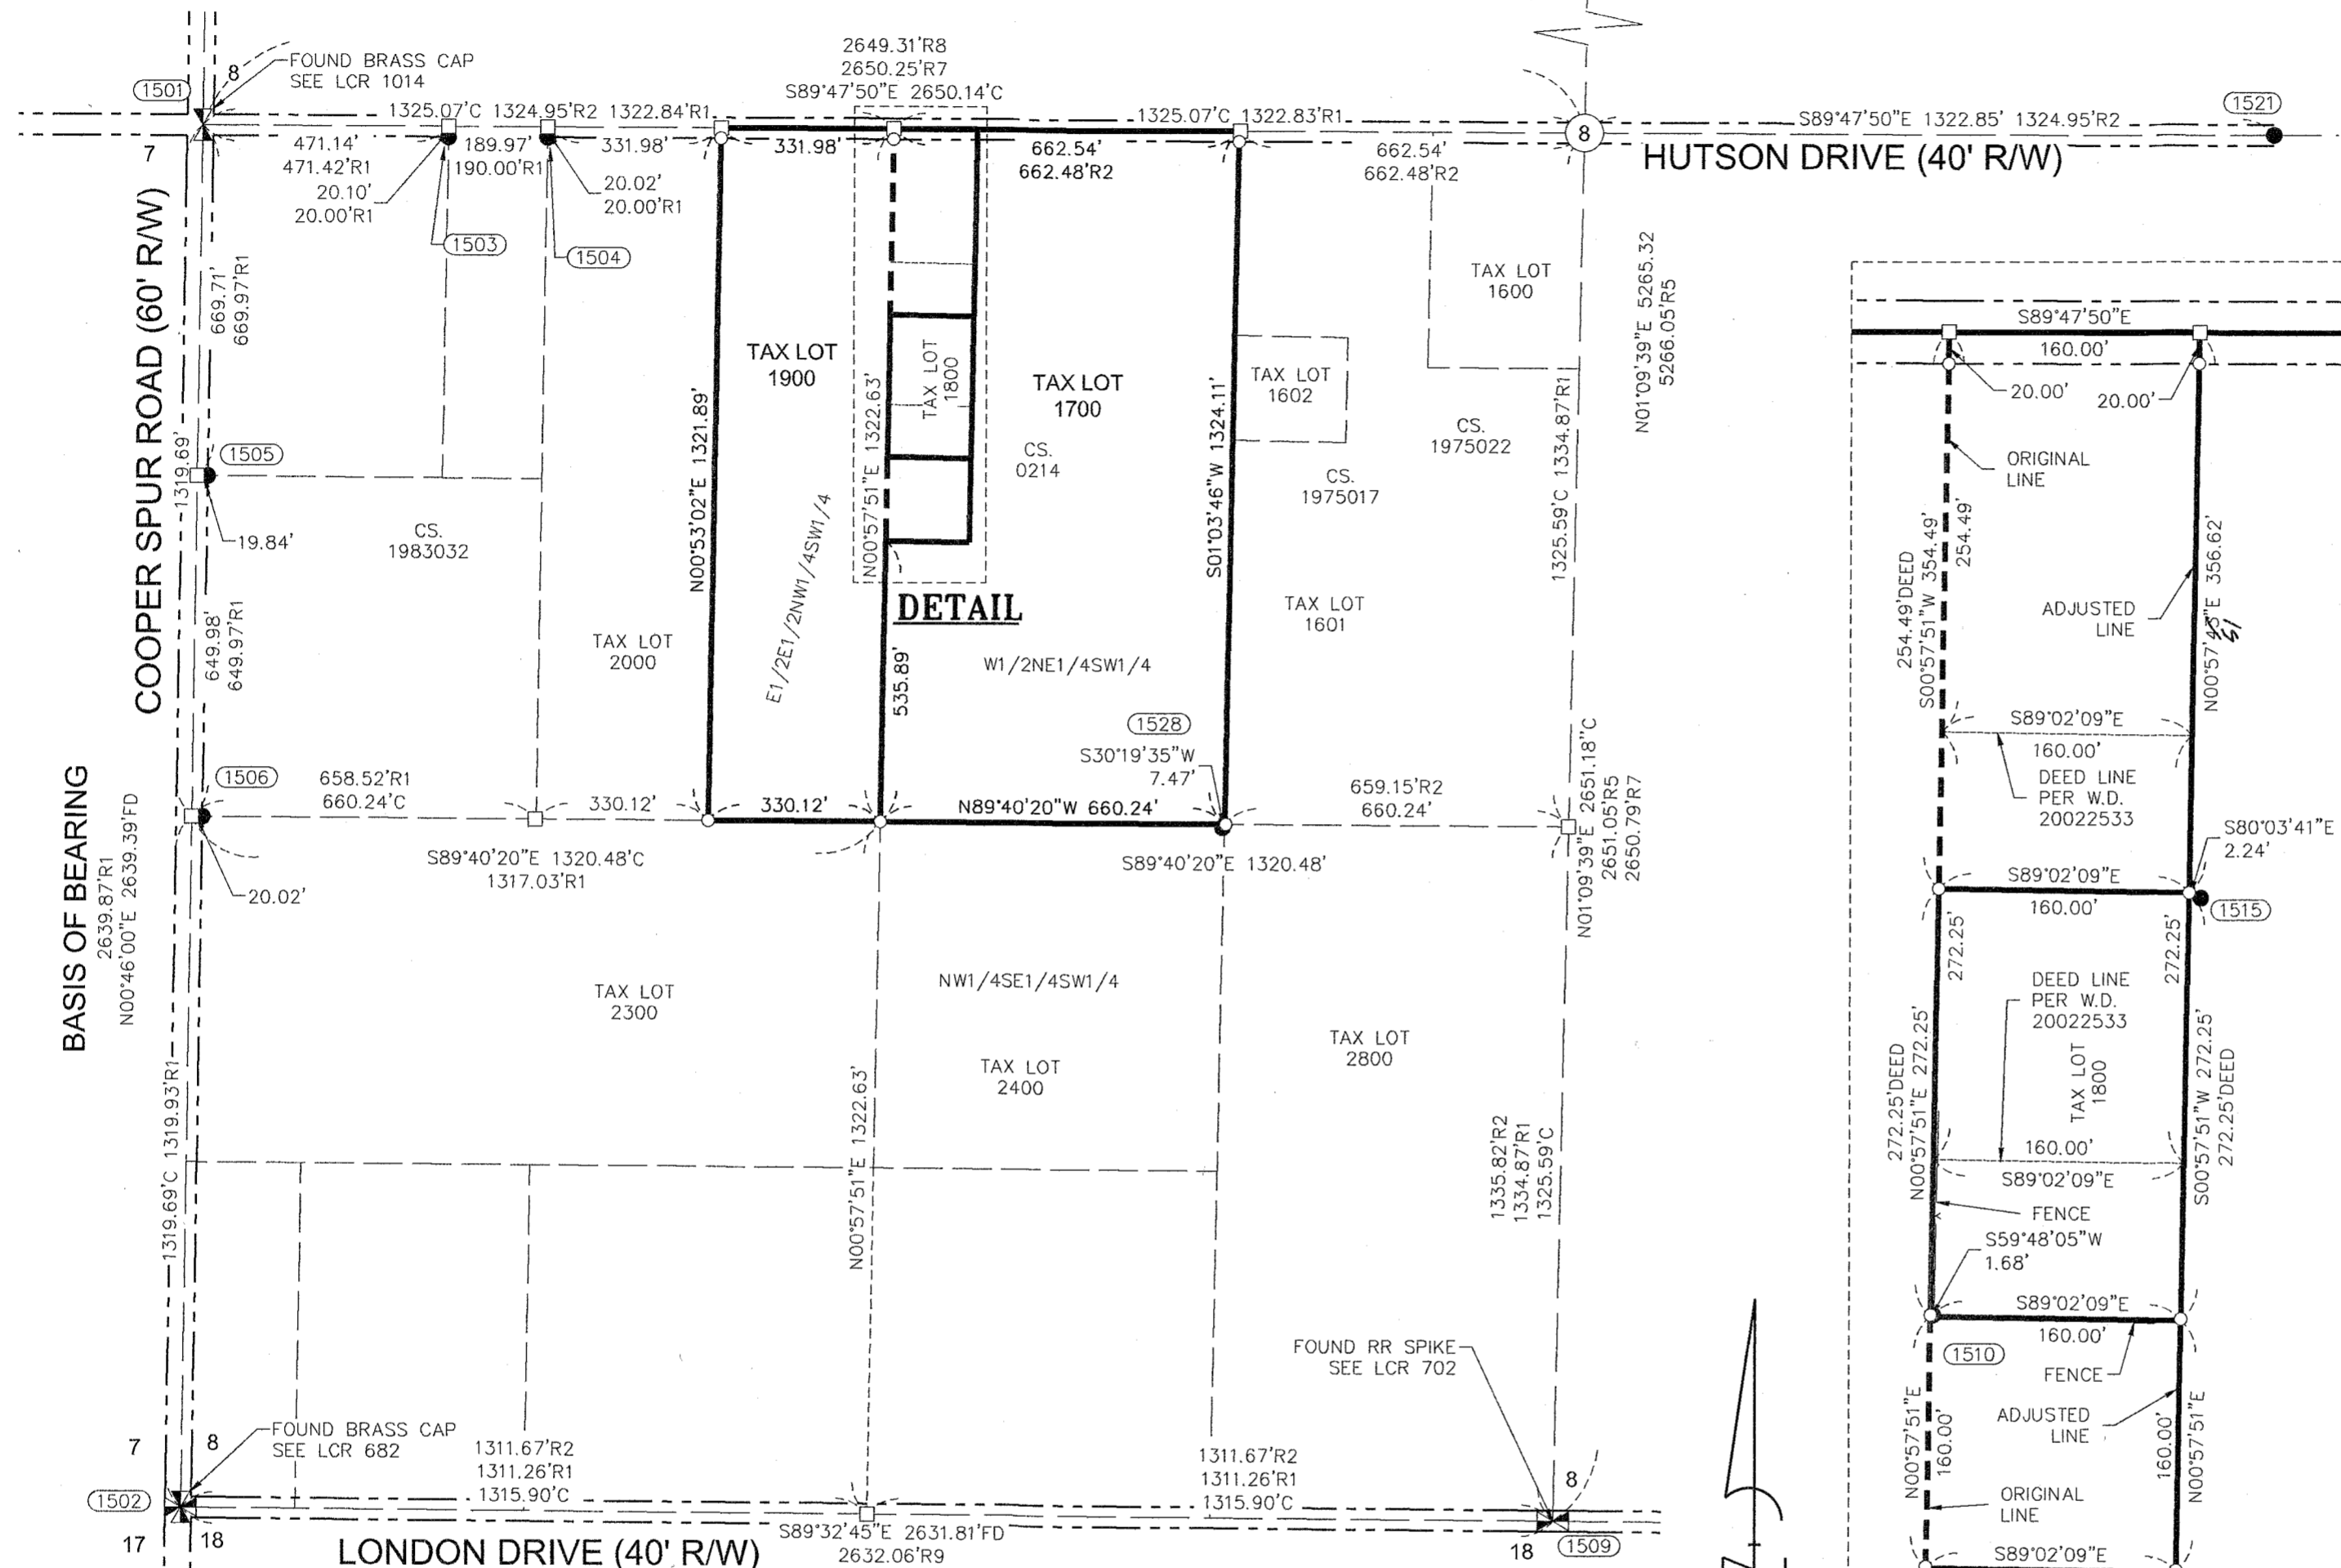 2649.31'R8
2650.25'R7
S89°47'50"E 2650.14'C
FOUND BRASS CAP
SEE LCR 1014
8
1501
7
1325.07'C 1324.95'R2 1322.84'R1
1325.07'C 1322.83'R1
S89°47'50"E 1322.85' 1324.95'R2
1521
471.14'
471.42'R1
189.97'
190.00'R1
331.98'
331.98'
662.54'
662.48'R2
662.54'
662.48'R2
8
HUTSON DRIVE (40' R/W)
20.10'
20.00'R1
20.02'
20.00'R1
1503
1504
COOPER SPUR ROAD (60' R/W)
669.71'
669.97'R1
1319.69'
1505
19.84'
CS.
1983032
649.98'
649.97'R1
TAX LOT
2000
N00°53'02"E 1321.89'
TAX LOT
1900
E1/2E1/2NW1/4SW1/4
N00°57'51"E 1322.63'
TAX LOT
1800
TAX LOT
1700
CS.
0214
DETAIL
535.89'
W1/2NE1/4SW1/4
S01°03'46"W 1324.11'
TAX LOT
1602
TAX LOT
1600
CS.
1975022
CS.
1975017
TAX LOT
1601
1325.59'C 1334.87'R1
N01°09'39"E 5265.32
5266.05'R5
1528
S30°19'35"W
7.47'
BASIS OF BEARING
2639.87'R1
N00°46'00"E 2639.39'FD
1506
20.02'
658.52'R1
660.24'C
330.12'
330.12'
N89°40'20"W 660.24'
659.15'R2
660.24'
S89°40'20"E 1320.48'C
1317.03'R1
S89°40'20"E 1320.48'
N01°09'39"E 2651.18"C
2651.05'R5
2650.79'R7
TAX LOT
2300
NW1/4SE1/4SW1/4
TAX LOT
2400
TAX LOT
2800
N00°57'51"E 1322.63'
1319.69'C 1319.93'R1
1335.82'R2
1334.87'R1
1325.59'C
FOUND RR SPIKE
SEE LCR 702
FOUND BRASS CAP
SEE LCR 682
7
8
1502
17
18
1311.67'R2
1311.26'R1
1315.90'C
1311.67'R2
1311.26'R1
1315.90'C
8
18
1509
S89°32'45"E 2631.81'FD
2632.06'R9
LONDON DRIVE (40' R/W)
S89°47'50"E
160.00'
20.00'
20.00'
ORIGINAL
LINE
254.49'DEED
S00°57'51"W 354.49'
254.49'
ADJUSTED
LINE
N00°57'43"E 356.62'
51
S89°02'09"E
160.00'
DEED LINE
PER W.D.
20022533
S80°03'41"E
2.24'
S89°02'09"E
160.00'
1515
272.25'
272.25'
DEED LINE
PER W.D.
20022533
TAX LOT
1800
272.25'DEED
N00°57'51"E 272.25'
S00°57'51"W 272.25'
272.25'DEED
160.00'
S89°02'09"E
FENCE
S59°48'05"W
1.68'
S89°02'09"E
160.00'
1510
FENCE
ADJUSTED
LINE
N00°57'51"E
160.00'
160.00'
N00°57'51"E
ORIGINAL
LINE
S89°02'09"E